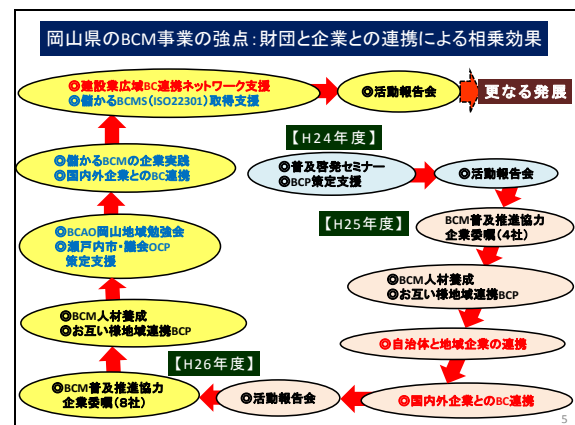 岡山県のBCM事業の強点：財団と企業との連携による相乗効果
◎建設業広域BC連携ネットワーク支援
◎儲かるBCMS（ISO22301）取得支援
◎活動報告会
更なる発展
【H24年度】
◎普及啓発セミナー
◎BCP策定支援
◎活動報告会
◎儲かるBCMの企業実践
◎国内外企業とのBC連携
【H25年度】
BCM普及推進協力
企業委嘱（4社）
◎BCAO岡山地域勉強会
◎瀬戸内市・議会OCP
策定支援
◎BCM人材養成
◎お互い様地域連携BCP
◎BCM人材養成
◎お互い様地域連携BCP
◎自治体と地域企業の連携
【H26年度】
◎BCM普及推進協力
企業委嘱（8社）
◎活動報告会
◎国内外企業とのBC連携
5